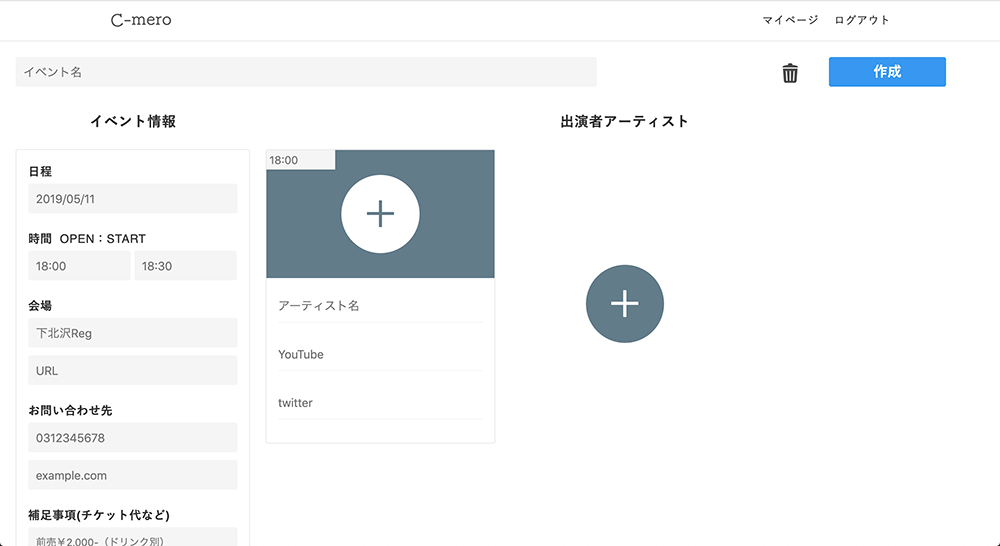 C-mero
マイページ ログアウト
イベント名
作成
イベント情報
出演者アーティスト
日程
2019/05/11
時間 OPEN：START
18:00 18:30
会場
下北沢Reg
URL
お問い合わせ先
0312345678
example.com
補足事項(チケット代など)
前売￥2,000-（ドリンク別）
18:00
アーティスト名
YouTube
twitter